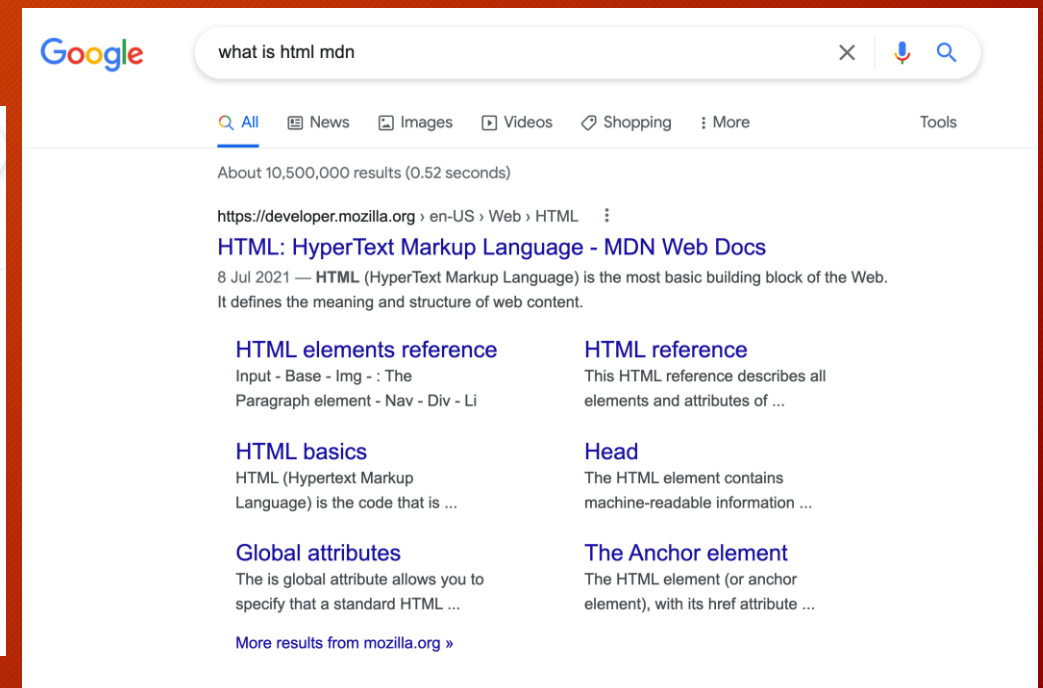 Google
what is html mdn
All News Images Videos Shopping More Tools
About 10,500,000 results (0.52 seconds)
https://developer.mozilla.org › en-US › Web › HTML
HTML: HyperText Markup Language - MDN Web Docs
8 Jul 2021 — HTML (HyperText Markup Language) is the most basic building block of the Web.
It defines the meaning and structure of web content.
HTML elements reference
Input - Base - Img - : The
Paragraph element - Nav - Div - Li
HTML reference
This HTML reference describes all
elements and attributes of ...
HTML basics
HTML (Hypertext Markup
Language) is the code that is ...
Head
The HTML element contains
machine-readable information ...
Global attributes
The is global attribute allows you to
specify that a standard HTML ...
The Anchor element
The HTML element (or anchor
element), with its href attribute ...
More results from mozilla.org »